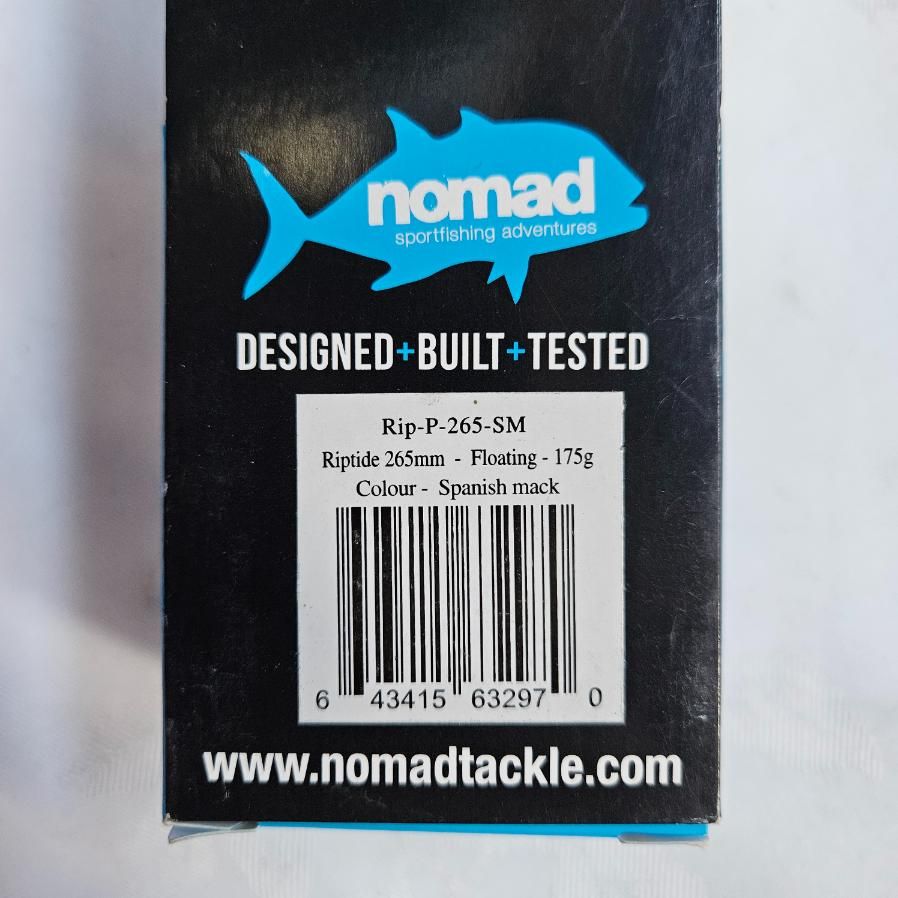 nomad
sportfishing adventures
DESIGNED+BUILT+TESTED
Rip-P-265-SM
Riptide 265mm - Floating - 175g
Colour - Spanish mack
6 43415 63297 0
www.nomadtackle.com